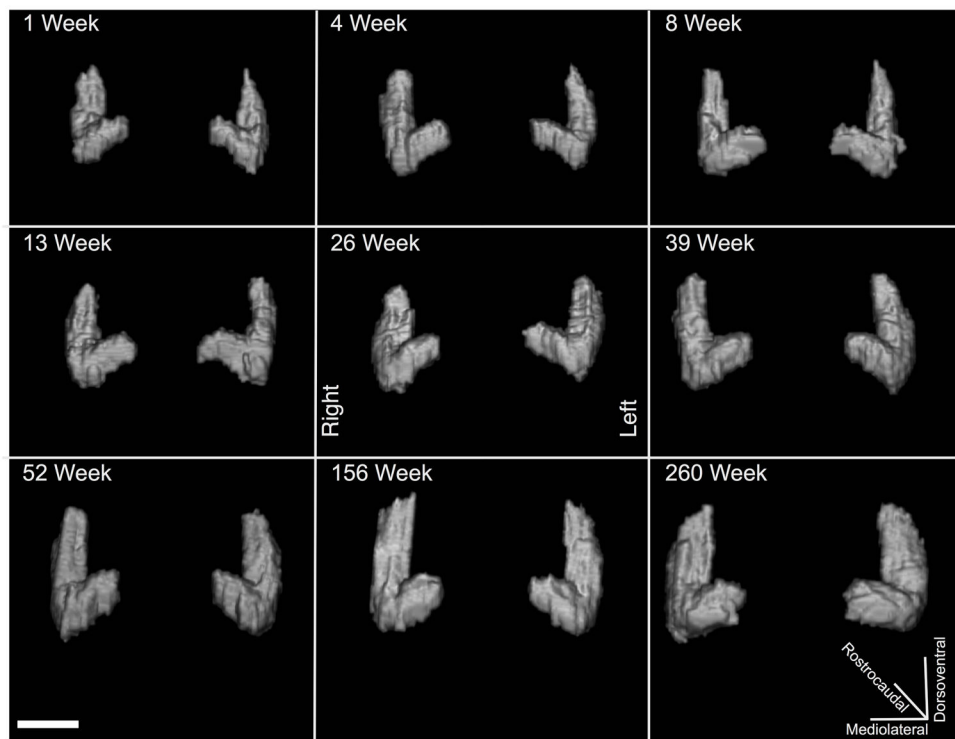 1 Week
4 Week
8 Week
13 Week
26 Week
39 Week
Right
Left
52 Week
156 Week
260 Week
Rostrocaudal
Dorsoventral
Mediolateral